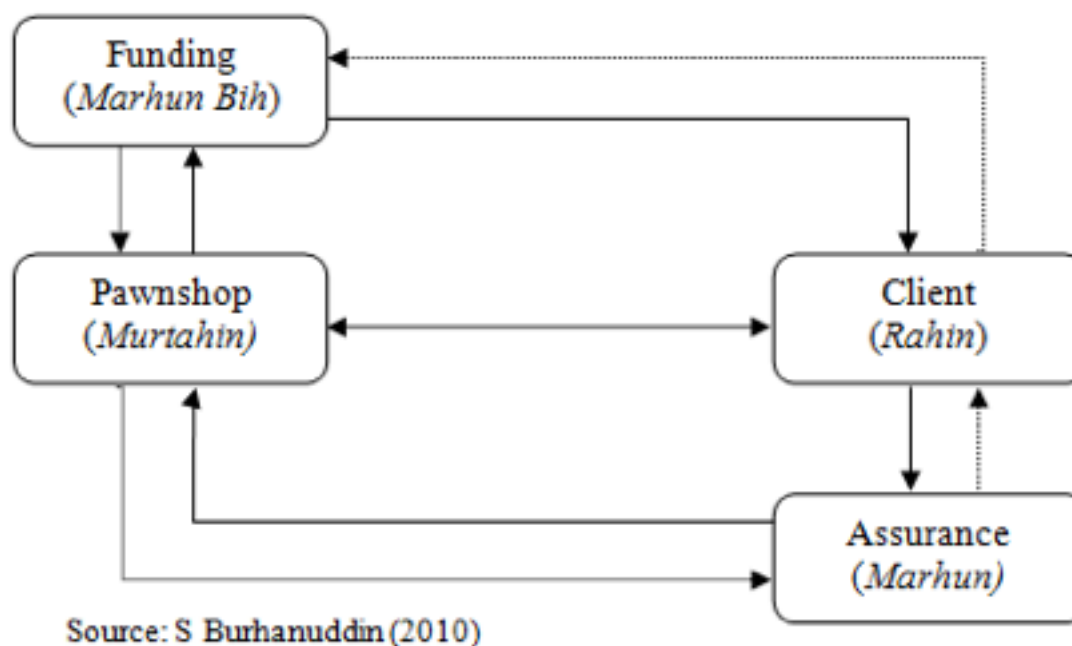 Funding
(Marhun Bih)
Pawnshop
(Murtahin)
Client
(Rahin)
Assurance
(Marhun)
Source: S Burhanuddin (2010)